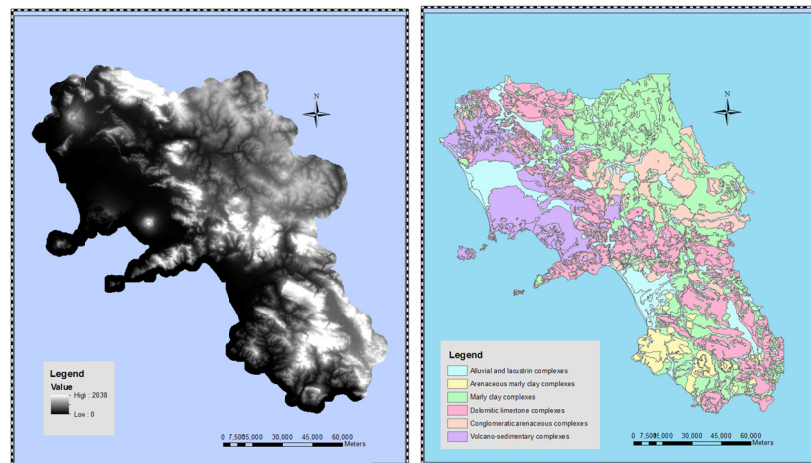 N
Legend
Value
High : 2038
Low : 0
0 7,500 15,000 30,000 45,000 60,000
Meters
N
Legend
Alluvial and lacustrin complexes
Arenaceous marly clay complexes
Marly clay complexes
Dolomitic limestone complexes
Conglomeratic arenaceous complexes
Volcano-sedimentary complexes
0 7,500 15,000 30,000 45,000 60,000
Meters